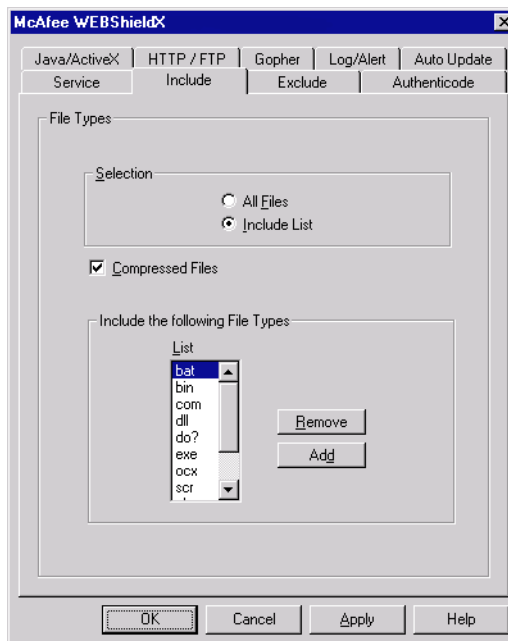 McAfee WEBShieldX
Java/ActiveX HTTP / FTP Gopher Log/Alert Auto Update
Service Include Exclude Authenticode
File Types
Selection
All Files
Include List
Compressed Files
Include the following File Types
List
bat
bin
com
dll
do?
exe
ocx
scr
Remove
Add
OK Cancel Apply Help